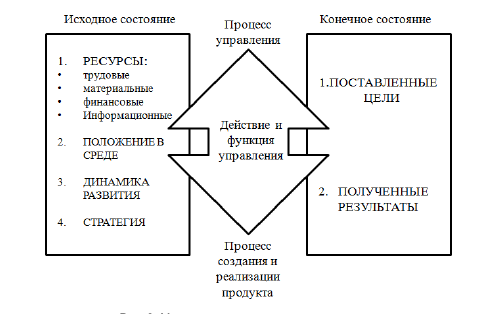 Исходное состояние
1. РЕСУРСЫ:
• трудовые
• материальные
• финансовые
• Информационные
2. ПОЛОЖЕНИЕ В
СРЕДЕ
3. ДИНАМИКА
РАЗВИТИЯ
4. СТРАТЕГИЯ
Процесс
управления
Действие и
функция
управления
Процесс
создания и
реализации
продукта
Конечное состояние
1.ПОСТАВЛЕННЫЕ
ЦЕЛИ
2. ПОЛУЧЕННЫЕ
РЕЗУЛЬТАТЫ